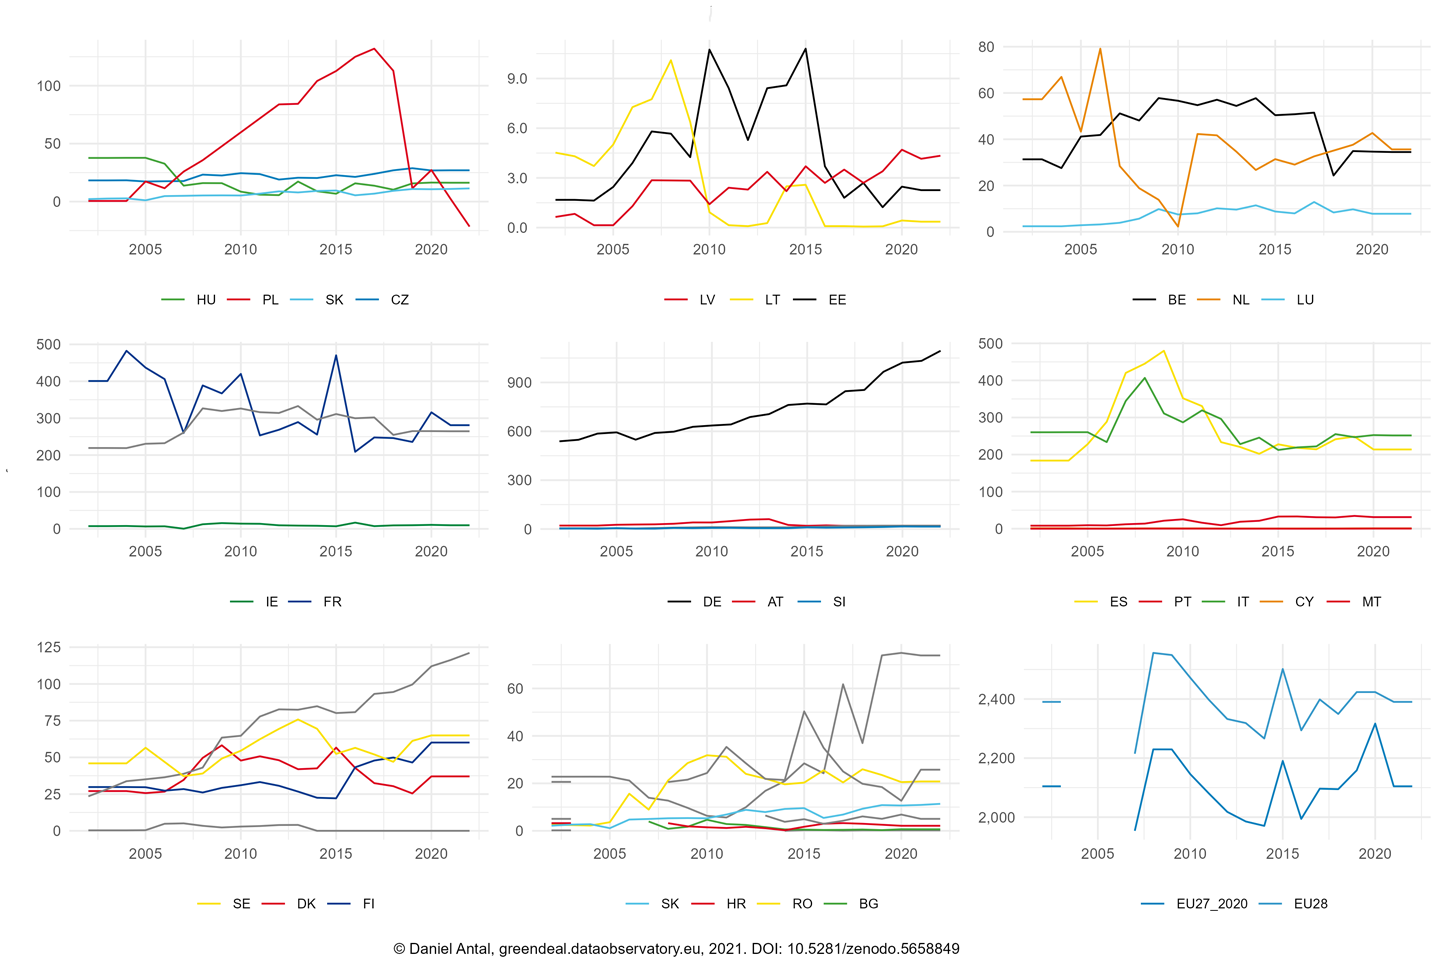 100
50
0
2005 2010 2015 2020
HU PL SK CZ
9.0
6.0
3.0
0.0
2005 2010 2015 2020
LV LT EE
80
60
40
20
0
2005 2010 2015 2020
BE NL LU
500
400
300
200
100
0
2005 2010 2015 2020
IE FR
900
600
300
0
2005 2010 2015 2020
DE AT SI
500
400
300
200
100
0
2005 2010 2015 2020
ES PT IT CY MT
125
100
75
50
25
0
2005 2010 2015 2020
SE DK FI
60
40
20
0
2005 2010 2015 2020
SK HR RO BG
2,400
2,200
2,000
2005 2010 2015 2020
EU27_2020 EU28
© Daniel Antal, greendeal.dataobservatory.eu, 2021. DOI: 10.5281/zenodo.5658849